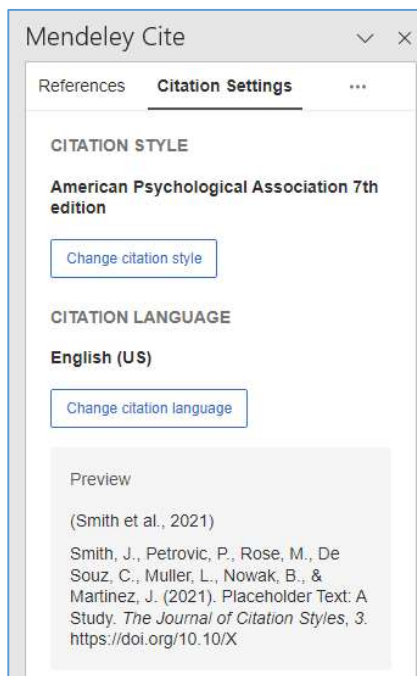 Mendeley Cite
References Citation Settings ...
CITATION STYLE
American Psychological Association 7th
edition
Change citation style
CITATION LANGUAGE
English (US)
Change citation language
Preview
(Smith et al., 2021)
Smith, J., Petrovic, P., Rose, M., De
Souz, C., Muller, L., Nowak, B., &
Martinez, J. (2021). Placeholder Text: A
Study. The Journal of Citation Styles, 3.
https://doi.org/10.10/X